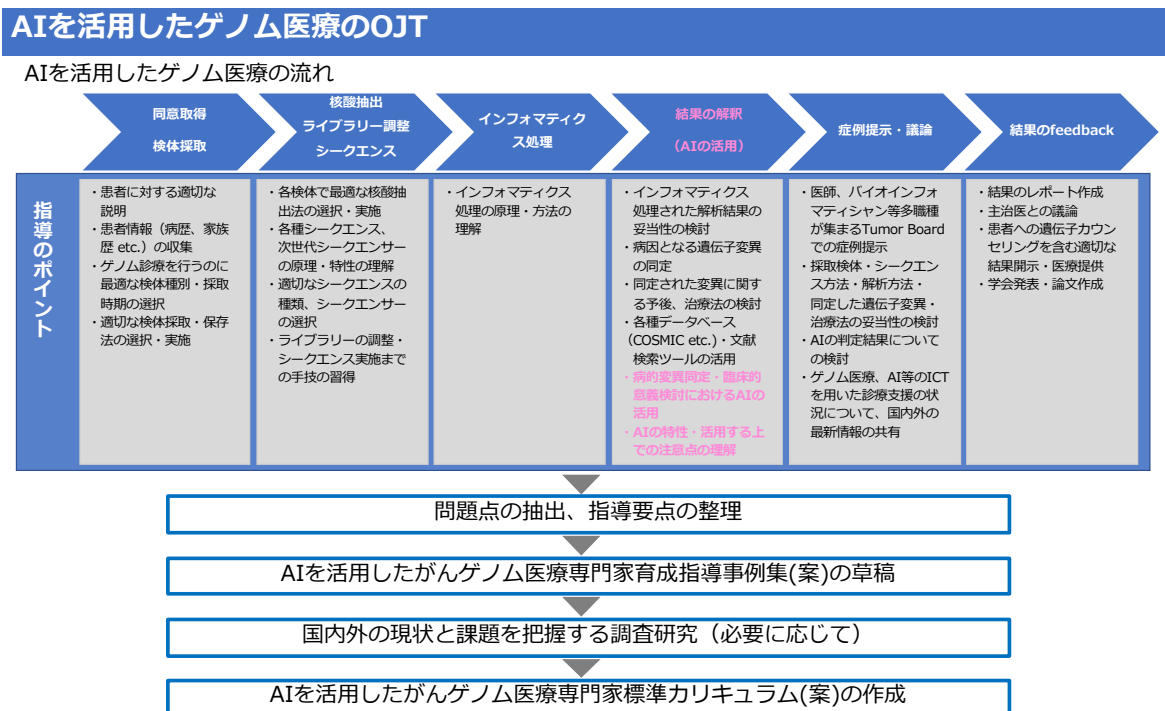 AIを活用したゲノム医療のOJT
AIを活用したゲノム医療の流れ
同意取得
検体採取
核酸抽出
ライブラリー調整
シークエンス
インフォマティク
ス処理
結果の解釈
（AIの活用）
症例提示・議論
結果のfeedback
指導のポイント
・患者に対する適切な
説明
・患者情報（病歴、家族
歴 etc.）の収集
・ゲノム診療を行うのに
最適な検体種別・採取
時期の選択
・適切な検体採取・保存
法の選択・実施
・各検体で最適な核酸抽
出法の選択・実施
・各種シークエンス、
次世代シークエンサー
の原理・特性の理解
・適切なシークエンスの
種類、シークエンサー
の選択
・ライブラリーの調整・
シークエンス実施まで
の手技の習得
・インフォマティクス
処理の原理・方法の
理解
・インフォマティクス
処理された解析結果の
妥当性の検討
・病因となる遺伝子変異
の同定
・同定された変異に関す
る予後、治療法の検討
・各種データベース
（COSMIC etc.）・文献
検索ツールの活用
・病的変異同定・臨床的
意義検討におけるAIの
活用
・AIの特性・活用する上
での注意点の理解
・医師、バイオインフォ
マティシャン等多職種
が集まるTumor Board
での症例提示
・採取検体・シークエン
ス方法・解析方法・
同定した遺伝子変異・
治療法の妥当性の検討
・AIの判定結果について
の検討
・ゲノム医療、AI等のICT
を用いた診療支援の状
況について、国内外の
最新情報の共有
・結果のレポート作成
・主治医との議論
・患者への遺伝子カウン
セリングを含む適切な
結果開示・医療提供
・学会発表・論文作成
問題点の抽出、指導要点の整理
AIを活用したがんゲノム医療専門家育成指導事例集(案)の草稿
国内外の現状と課題を把握する調査研究（必要に応じて）
AIを活用したがんゲノム医療専門家標準カリキュラム(案)の作成